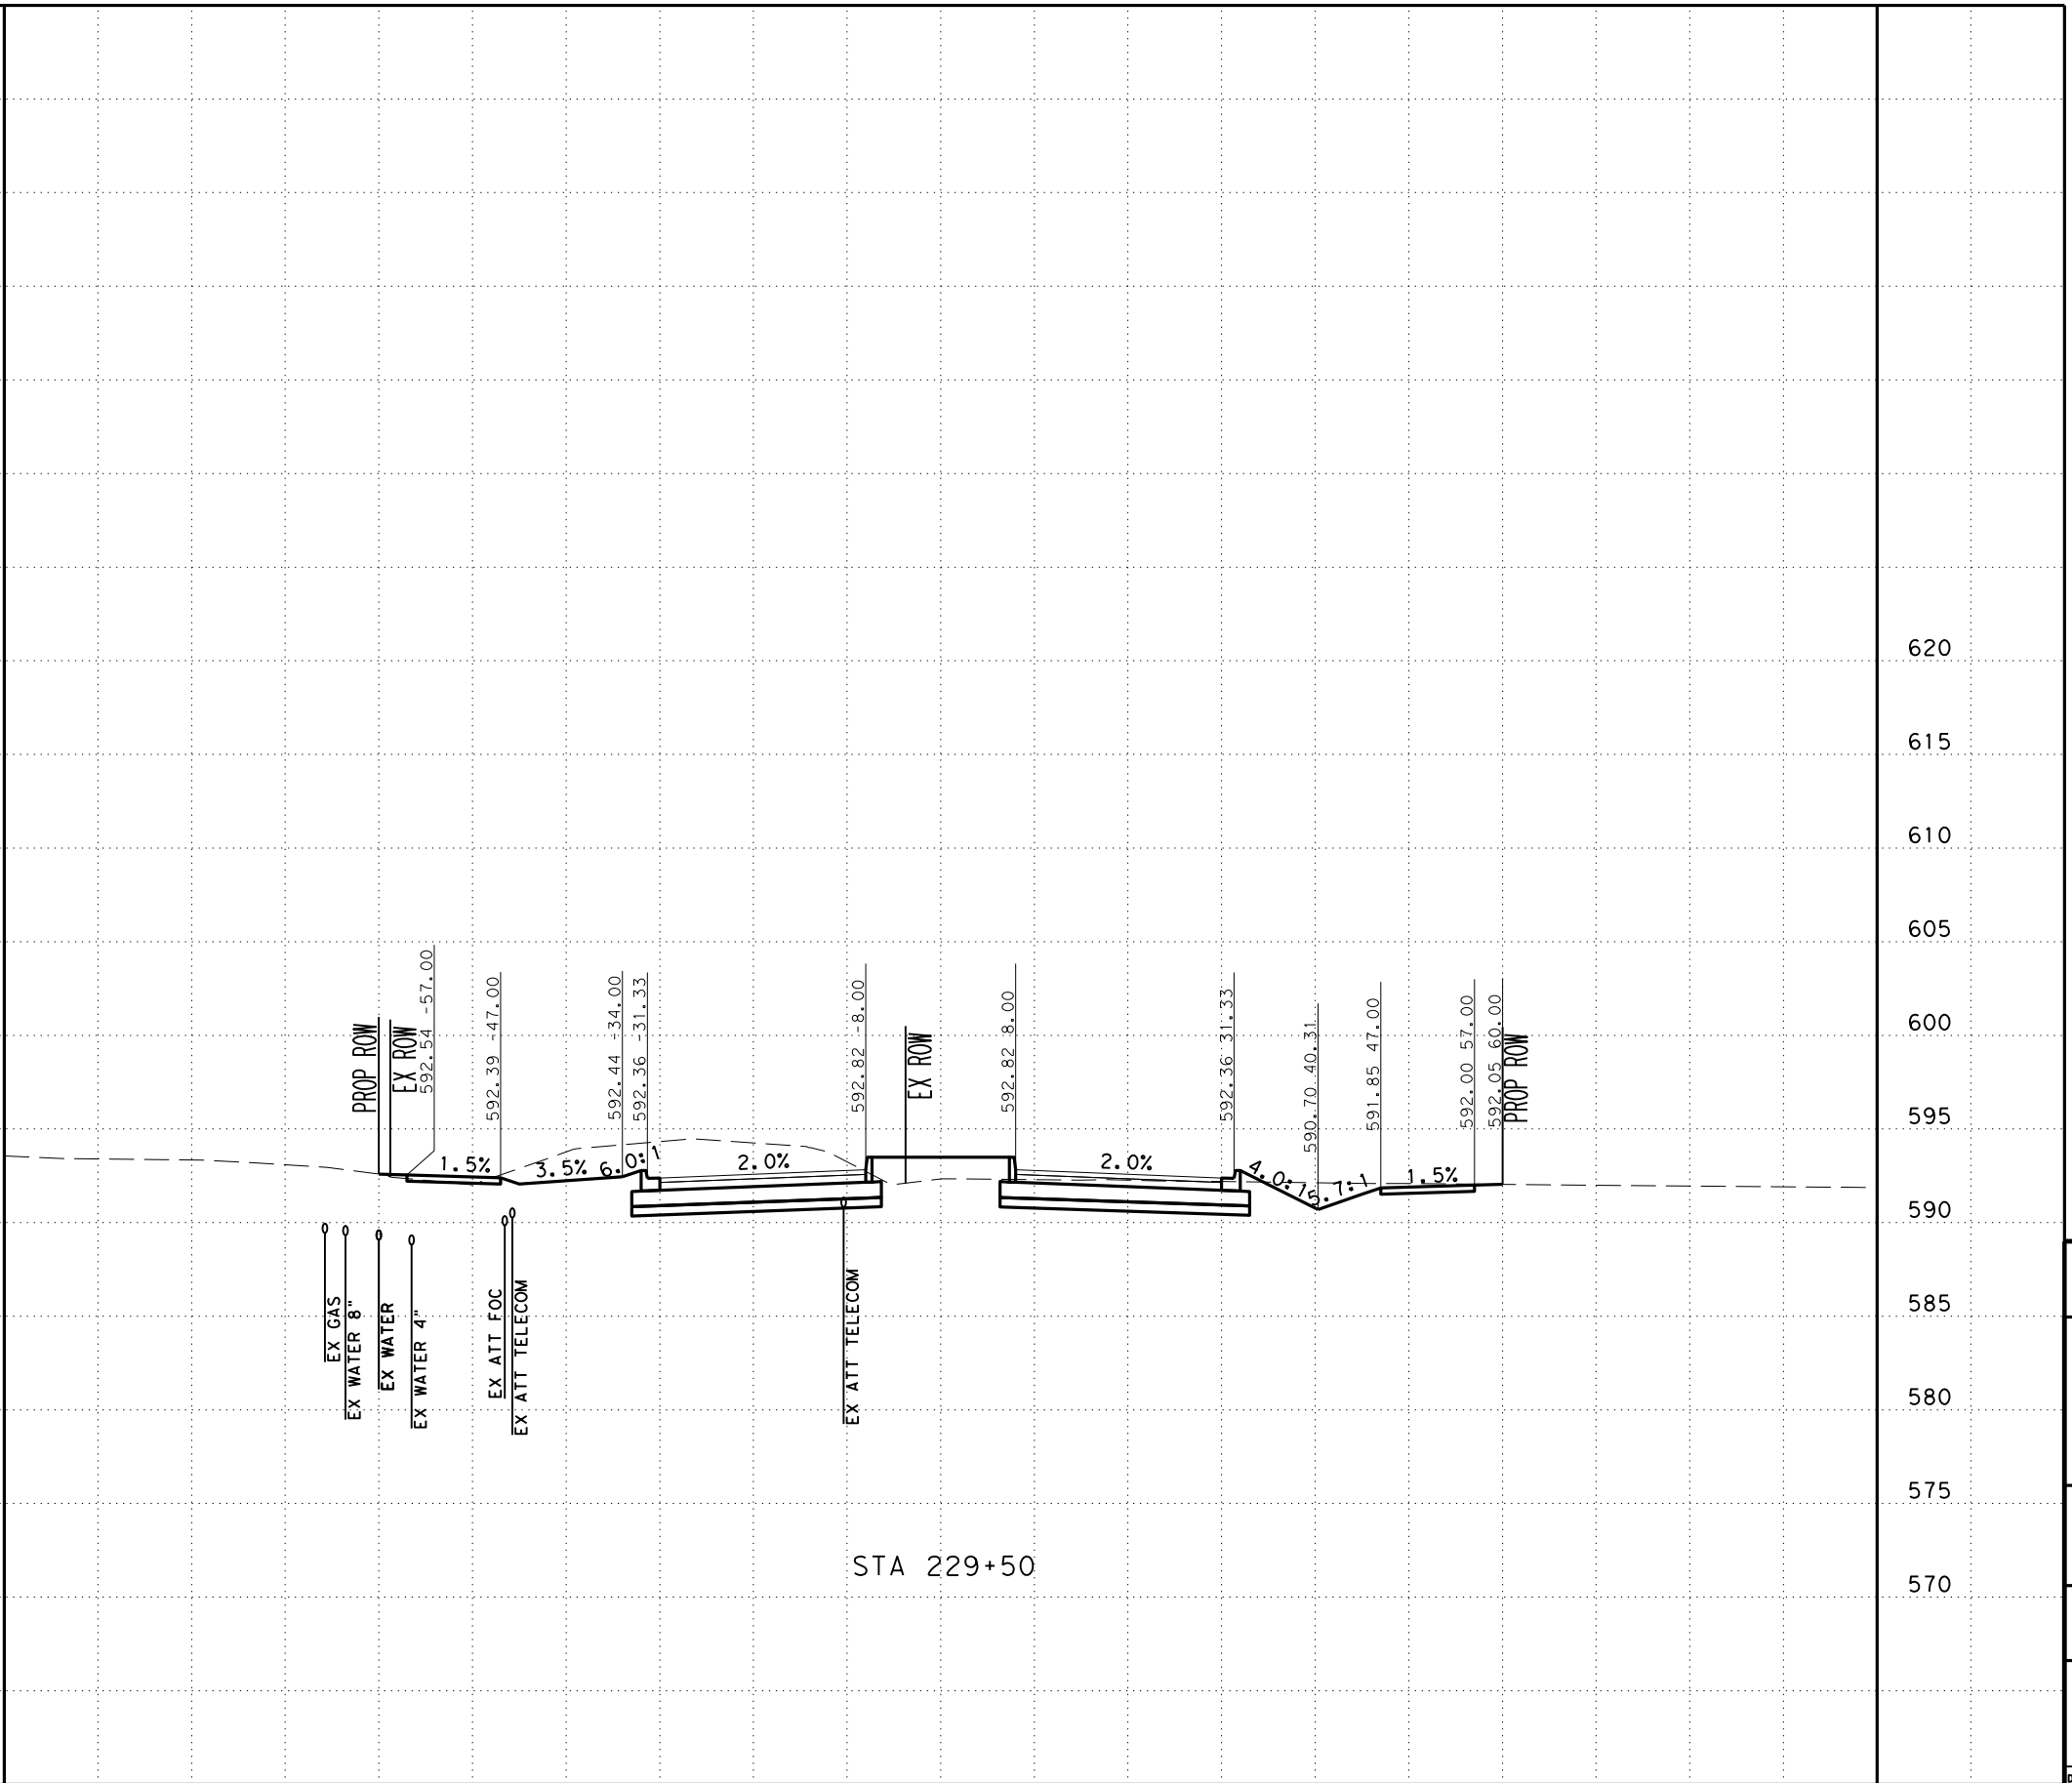 620
615
610
605
600
595
590
585
580
575
570
PROP ROW
EX ROW
592.54 -57.00
592.39 -47.00
592.44 -34.00
592.36 -31.33
592.82 -8.00
EX ROW
592.82 8.00
592.36 31.33
590.70 40.31
591.85 47.00
592.00 57.00
592.05 60.00
PROP ROW
1.5%
3.5%
6.0:1
2.0%
2.0%
4.0:1
5.7:1
1.5%
EX GAS
EX WATER 8"
EX WATER
EX WATER 4"
EX ATT FOC
EX ATT TELECOM
EX ATT TELECOM
STA 229+50